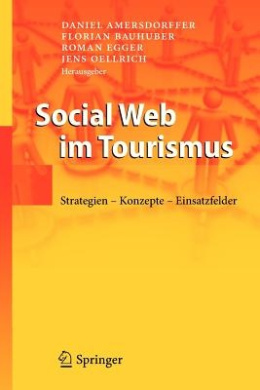 DANIEL AMERSDORFFER
FLORIAN BAUHUBER
ROMAN EGGER
JENS OELLRICH
Herausgeber
Social Web
im Tourismus
Strategien – Konzepte – Einsatzfelder
Springer